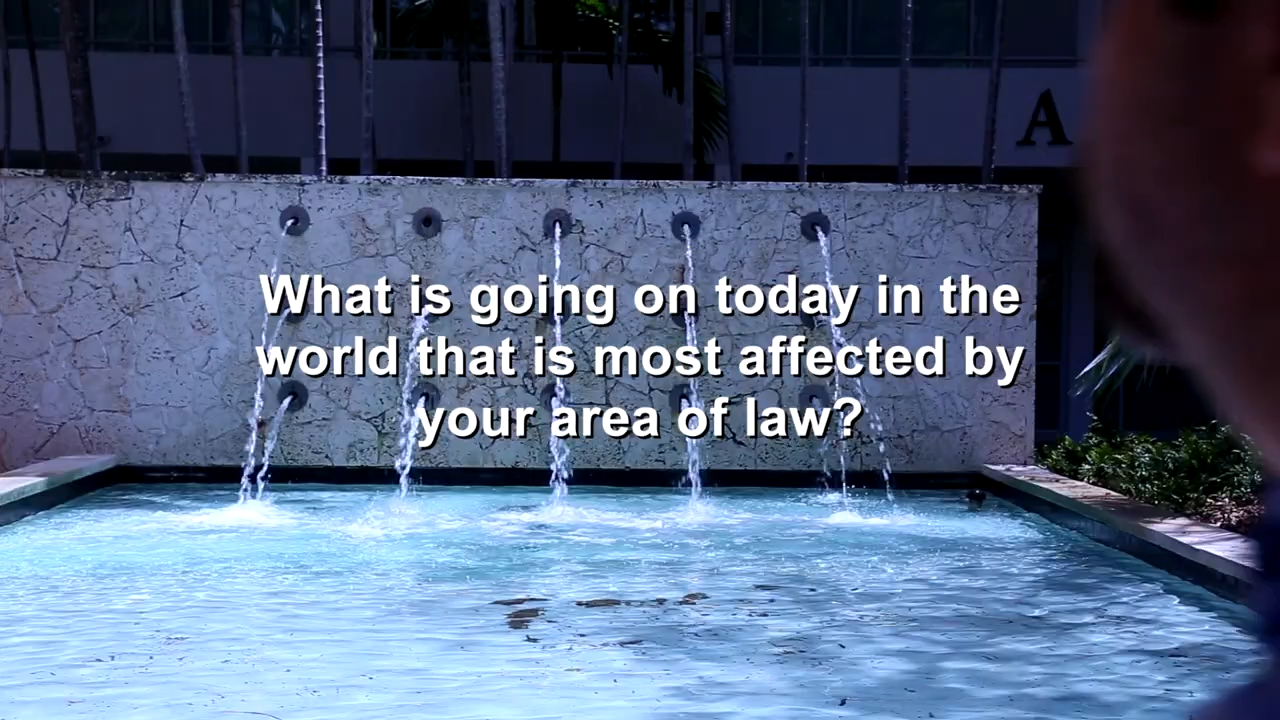 A
What is going on today in the
world that is most affected by
your area of law?